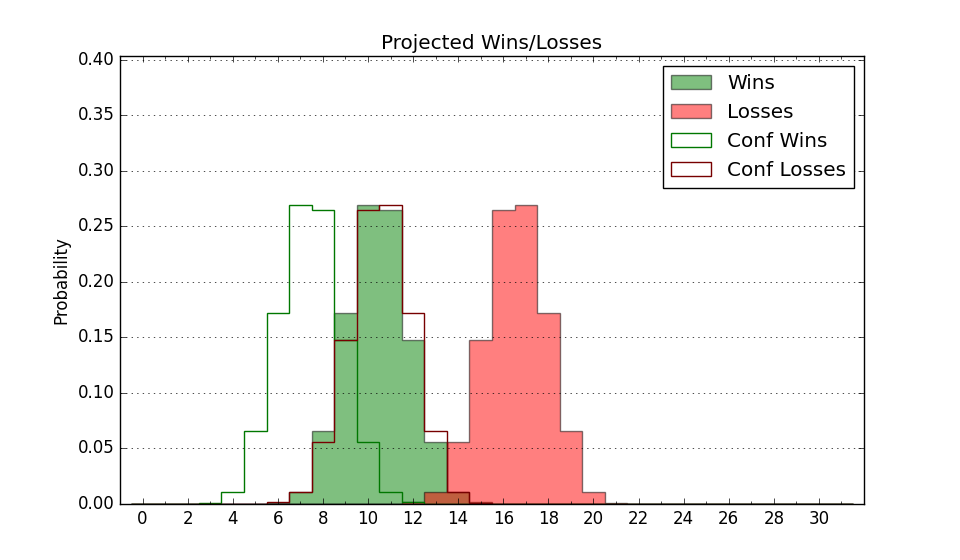 Projected Wins/Losses
0.40
0.35
0.30
0.25
0.20
0.15
0.10
0.05
0.00
Probability
Wins
Losses
Conf Wins
Conf Losses
0 2 4 6 8 10 12 14 16 18 20 22 24 26 28 30